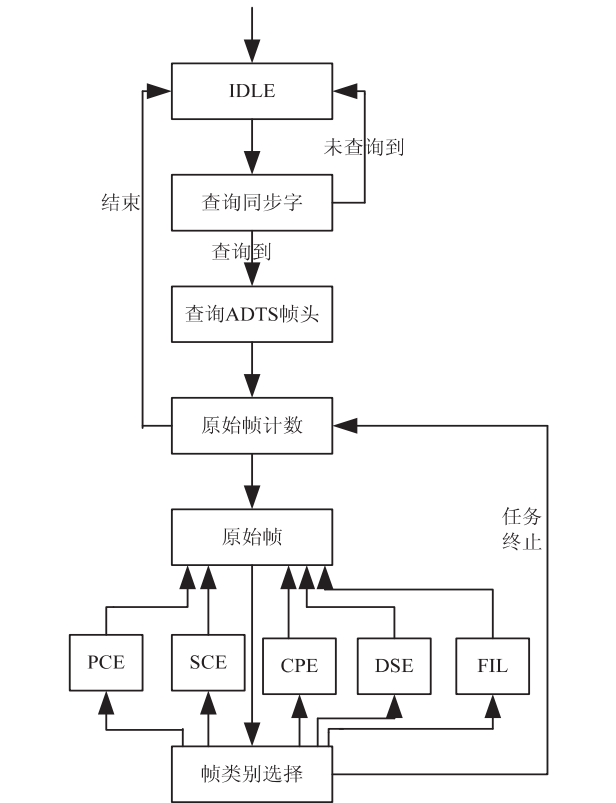 IDLE
未查询到
结束
查询同步字
查询到
查询ADTS帧头
原始帧计数
任务
终止
原始帧
PCE
SCE
CPE
DSE
FIL
帧类别选择